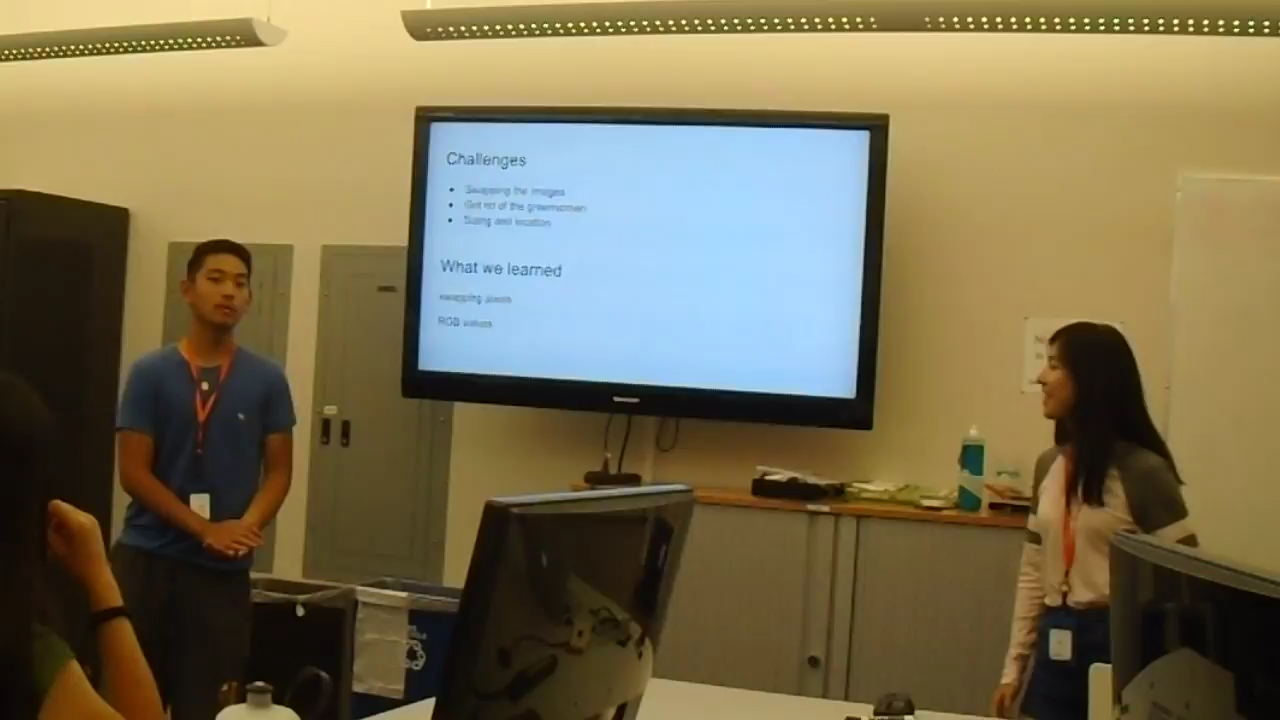 Challenges
Swapping the images
Get rid of the greenscreen
Sizing and location
What we learned
swapping pixels
RGB values
SHARP